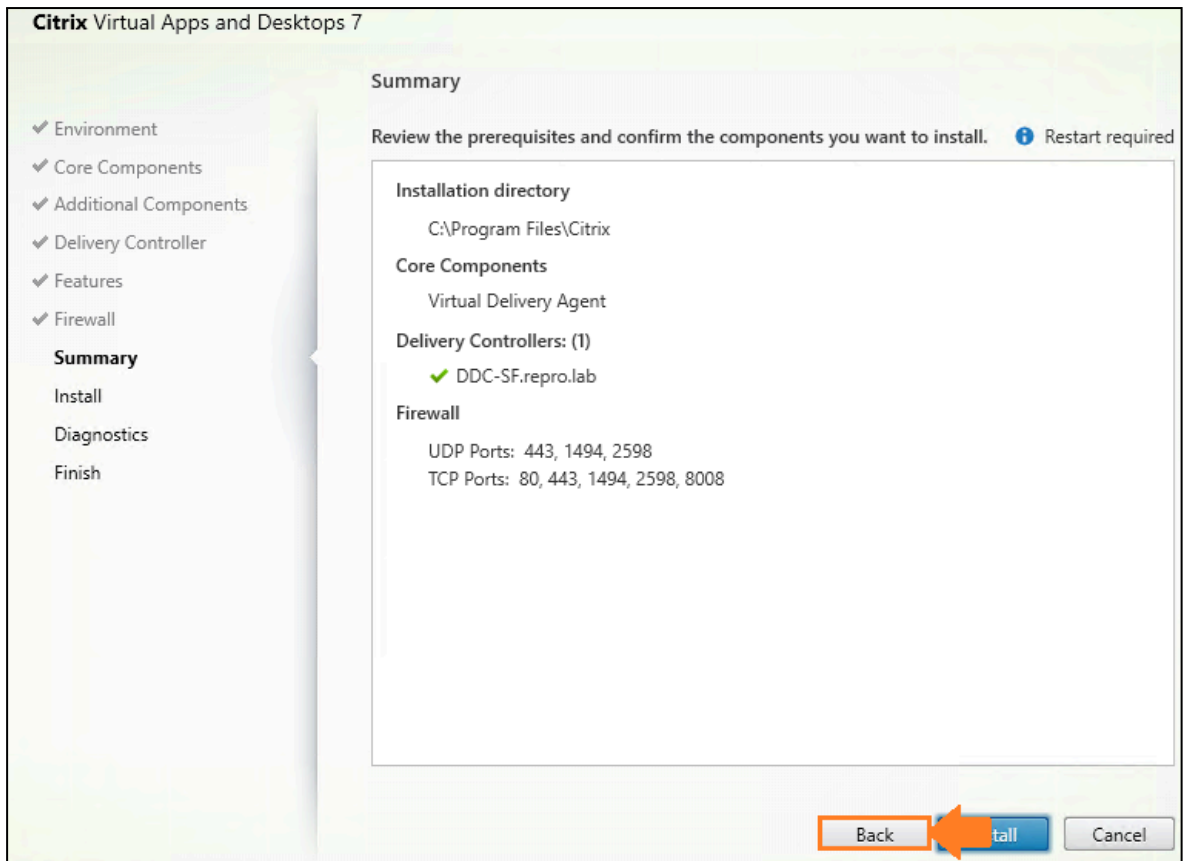 Citrix Virtual Apps and Desktops 7
Summary
Environment
Core Components
Additional Components
Delivery Controller
Features
Firewall
Summary
Install
Diagnostics
Finish
Review the prerequisites and confirm the components you want to install. Restart required
Installation directory
C:\Program Files\Citrix
Core Components
Virtual Delivery Agent
Delivery Controllers: (1)
DDC-SF.repro.lab
Firewall
UDP Ports: 443, 1494, 2598
TCP Ports: 80, 443, 1494, 2598, 8008
Back
Cancel